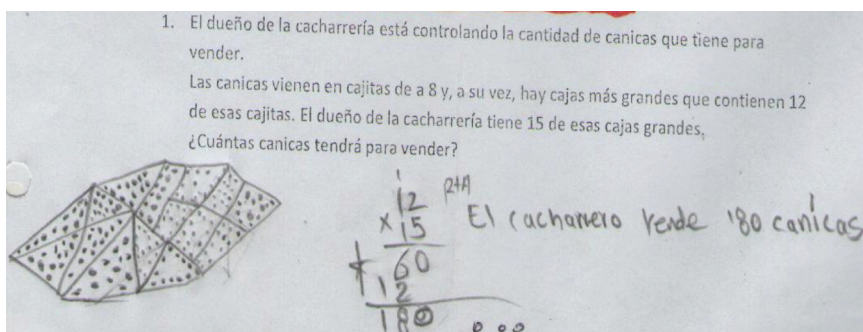 1. El dueño de la cacharrería está controlando la cantidad de canicas que tiene para
vender.
Las canicas vienen en cajitas de a 8 y, a su vez, hay cajas más grandes que contienen 12
de esas cajitas. El dueño de la cacharrería tiene 15 de esas cajas grandes,
¿Cuántas canicas tendrá para vender?
1
12
x 15
60
+ 12
180
R+A
El cacharrero vende 180 canicas